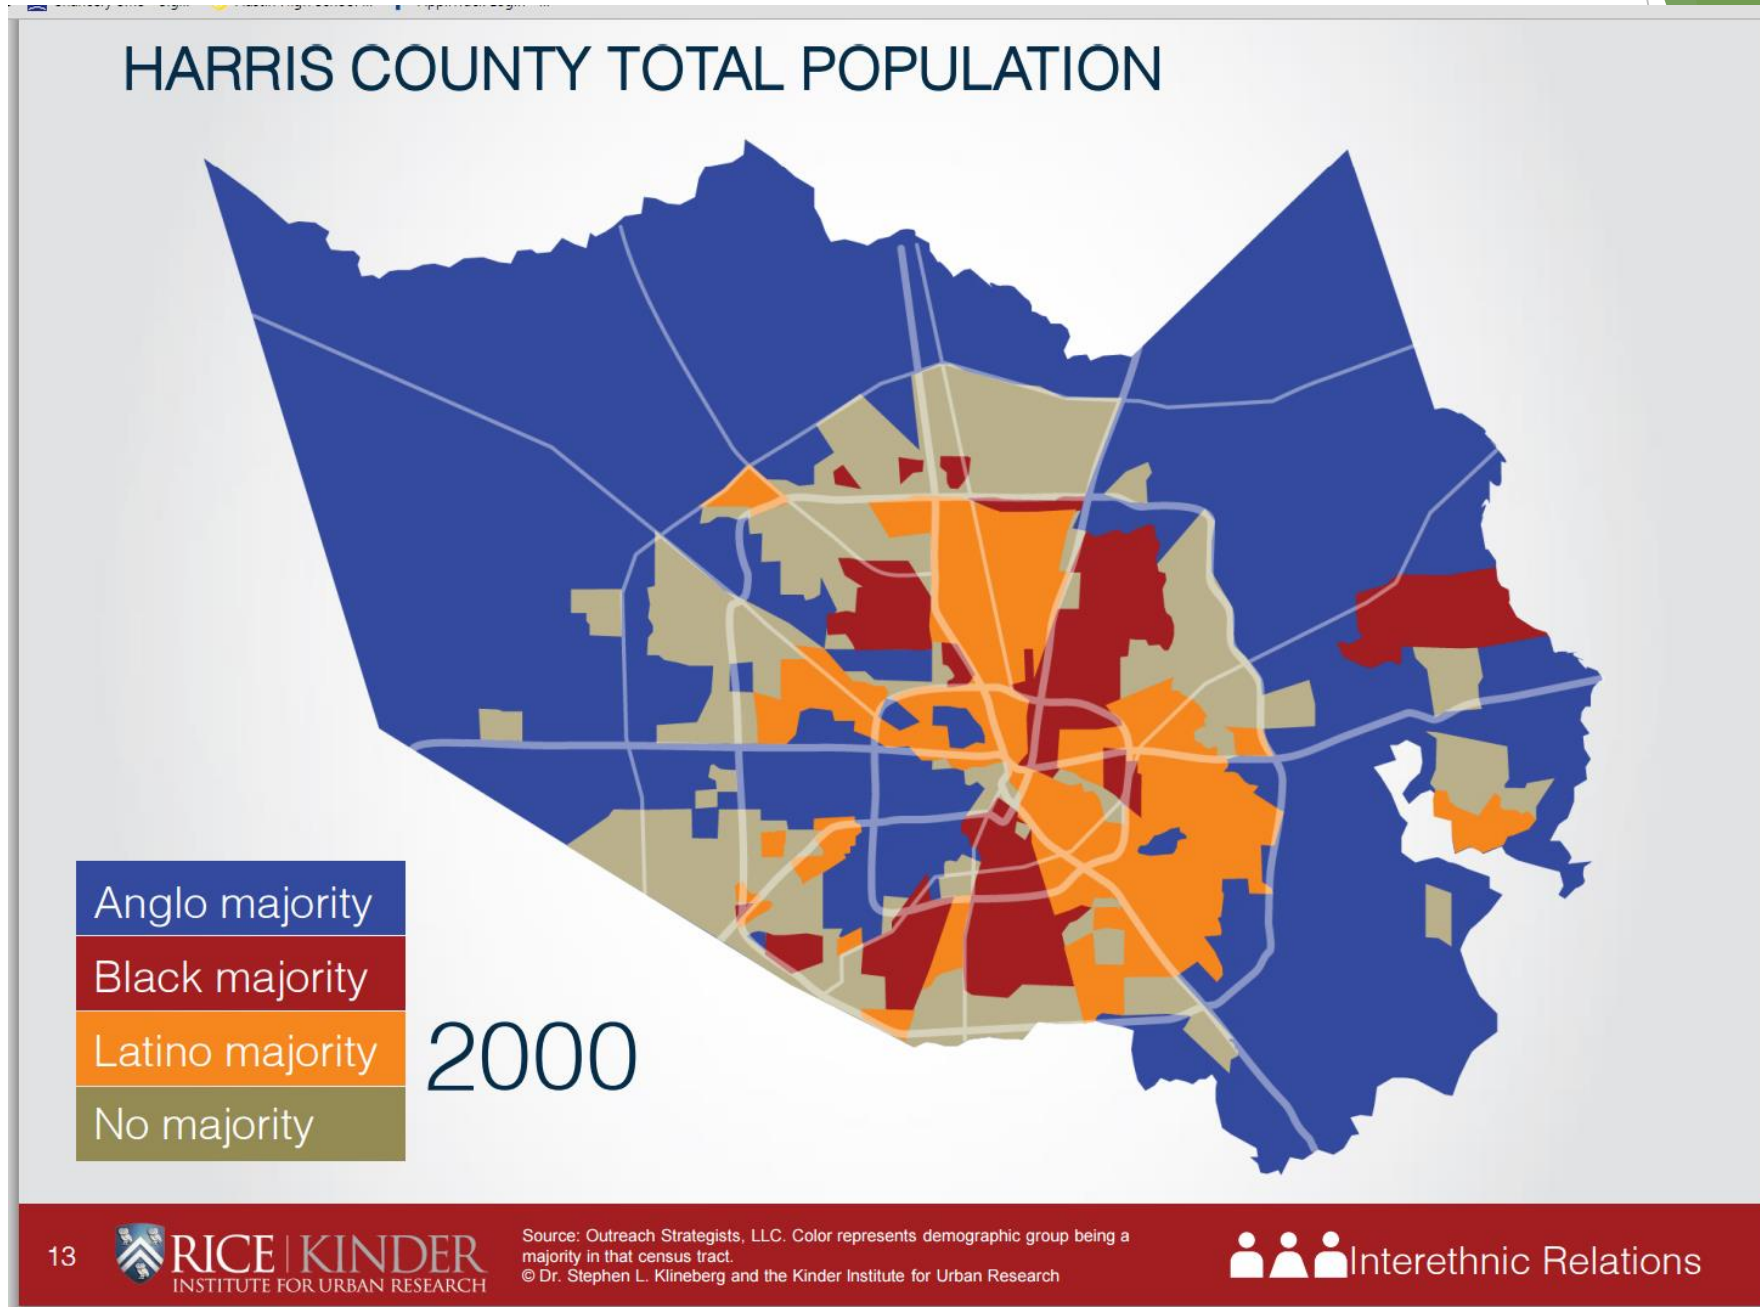 HARRIS COUNTY TOTAL POPULATION
Anglo majority
Black majority
Latino majority
No majority
2000
13
RICE | KINDER
INSTITUTE FOR URBAN RESEARCH
Source: Outreach Strategists, LLC. Color represents demographic group being a
majority in that census tract.
© Dr. Stephen L. Klineberg and the Kinder Institute for Urban Research
Interethnic Relations